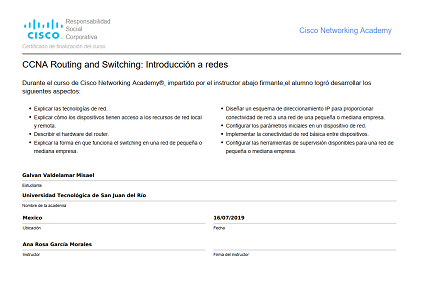 Responsabilidad
Social
Corporativa
CISCO.
Cisco Networking Academy
Certificado de finalización del curso
CCNA Routing and Switching: Introducción a redes
Durante el curso de Cisco Networking Academy®, impartido por el instructor abajo firmante,el alumno logró desarrollar los
siguientes aspectos:
• Explicar las tecnologías de red.
• Explicar cómo los dispositivos tienen acceso a los recursos de red local
y remota.
• Describir el hardware del router.
• Explicar la forma en que funciona el switching en una red de pequeña o
mediana empresa.
• Diseñar un esquema de direccionamiento IP para proporcionar
conectividad de red a una red de una pequeña o mediana empresa.
• Configurar los parámetros iniciales en un dispositivo de red.
• Implementar la conectividad de red básica entre dispositivos.
• Configurar las herramientas de supervisión disponibles para una red de
pequeña o mediana empresa.
Galvan Valdelamar Misael
Estudiante
Universidad Tecnológica de San Juan del Río
Nombre de la academia
Mexico
16/07/2019
Ubicación
Fecha
Ana Rosa García Morales
Instructor
Firma del instructor